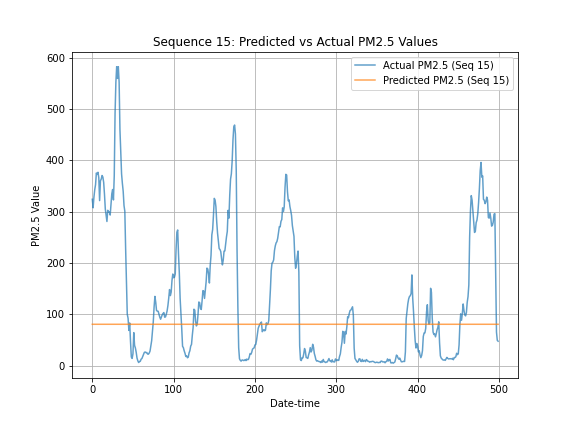 Sequence 15: Predicted vs Actual PM2.5 Values
Actual PM2.5 (Seq 15)
Predicted PM2.5 (Seq 15)
PM2.5 Value
600
500
400
300
200
100
0
0 100 200 300 400 500
Date-time